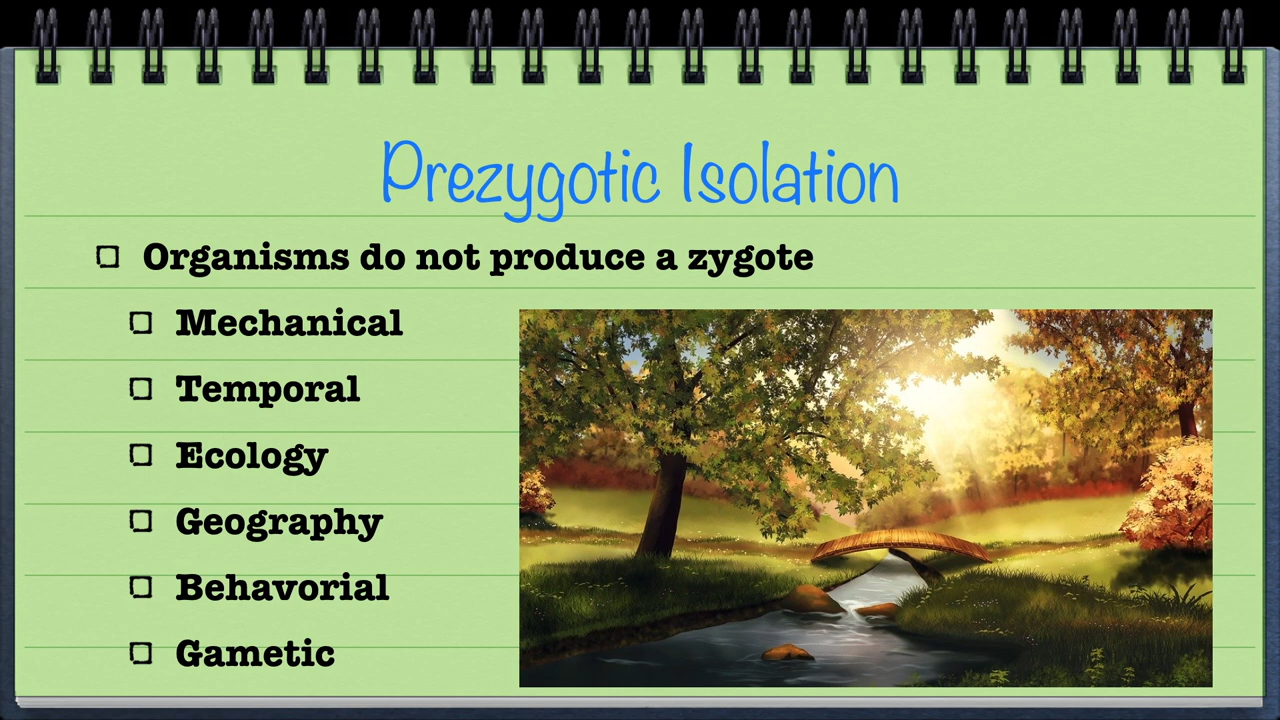 Prezygotic Isolation
Organisms do not produce a zygote
Mechanical
Temporal
Ecology
Geography
Behavorial
Gametic